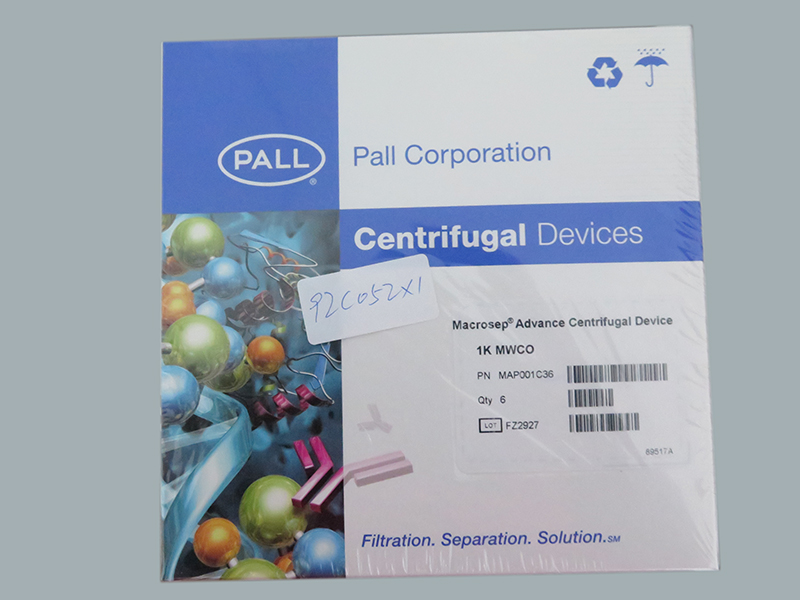 PALL®
Pall Corporation
Centrifugal Devices
92C052X1
Macrosep® Advance Centrifugal Device
1K MWCO
PN MAP001C36
Qty 6
LOT FZ2927
89517A
Filtration. Separation. Solution.SM